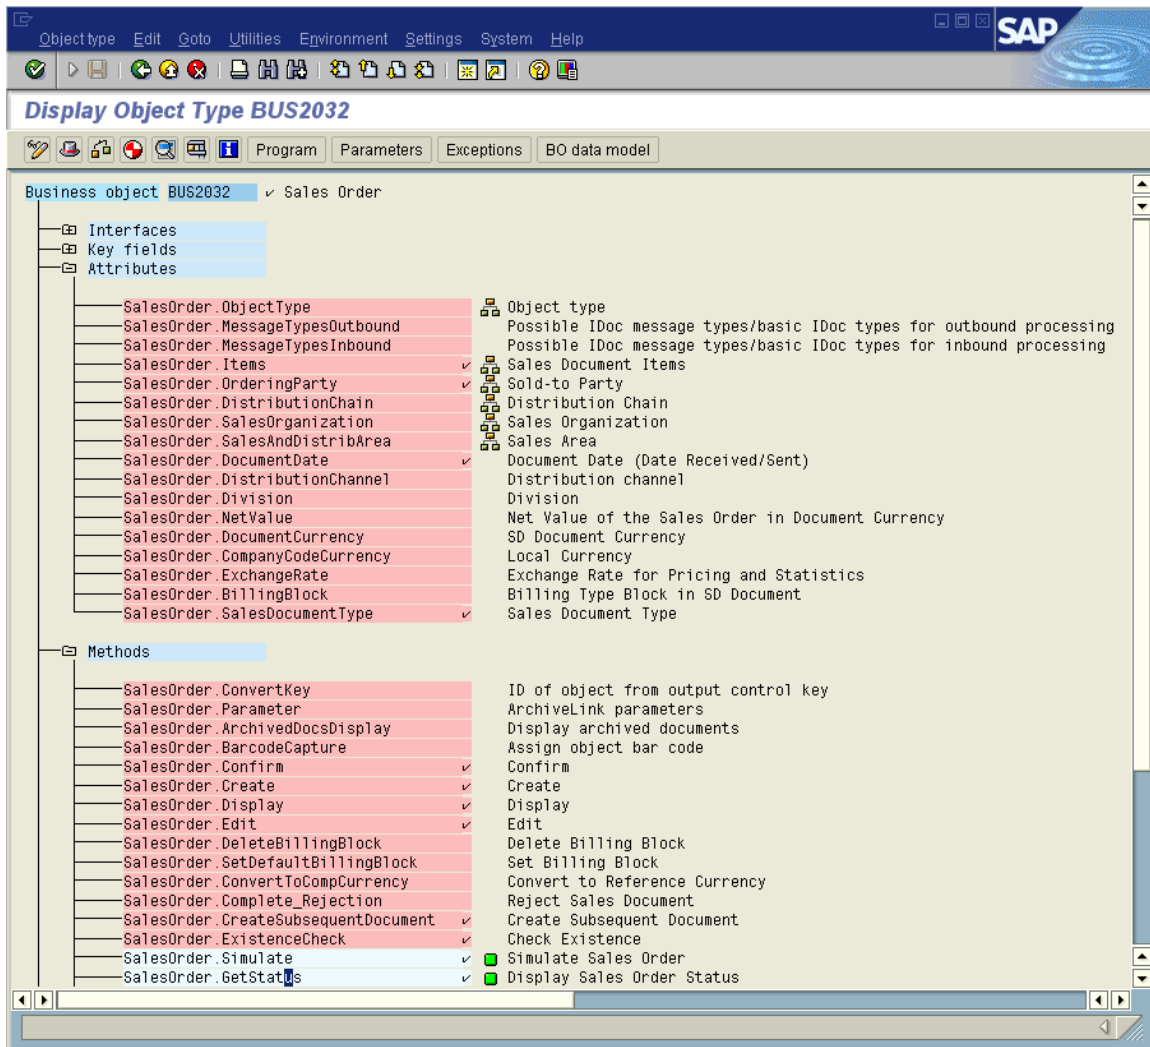 SAP
Object type Edit Goto Utilities Environment Settings System Help
Display Object Type BUS2032
Program Parameters Exceptions BO data model
Business object BUS2032 Sales Order
Interfaces
Key fields
Attributes
SalesOrder.ObjectType Object type
SalesOrder.MessageTypesOutbound Possible IDoc message types/basic IDoc types for outbound processing
SalesOrder.MessageTypesInbound Possible IDoc message types/basic IDoc types for inbound processing
SalesOrder.Items Sales Document Items
SalesOrder.OrderingParty Sold-to Party
SalesOrder.DistributionChain Distribution Chain
SalesOrder.SalesOrganization Sales Organization
SalesOrder.SalesAndDistribArea Sales Area
SalesOrder.DocumentDate Document Date (Date Received/Sent)
SalesOrder.DistributionChannel Distribution channel
SalesOrder.Division Division
SalesOrder.NetValue Net Value of the Sales Order in Document Currency
SalesOrder.DocumentCurrency SD Document Currency
SalesOrder.CompanyCodeCurrency Local Currency
SalesOrder.ExchangeRate Exchange Rate for Pricing and Statistics
SalesOrder.BillingBlock Billing Type Block in SD Document
SalesOrder.SalesDocumentType Sales Document Type
Methods
SalesOrder.ConvertKey ID of object from output control key
SalesOrder.Parameter ArchiveLink parameters
SalesOrder.ArchivedDocsDisplay Display archived documents
SalesOrder.BarcodeCapture Assign object bar code
SalesOrder.Confirm Confirm
SalesOrder.Create Create
SalesOrder.Display Display
SalesOrder.Edit Edit
SalesOrder.DeleteBillingBlock Delete Billing Block
SalesOrder.SetDefaultBillingBlock Set Billing Block
SalesOrder.ConvertToCompCurrency Convert to Reference Currency
SalesOrder.Complete_Rejection Reject Sales Document
SalesOrder.CreateSubsequentDocument Create Subsequent Document
SalesOrder.ExistenceCheck Check Existence
SalesOrder.Simulate Simulate Sales Order
SalesOrder.GetStatus Display Sales Order Status